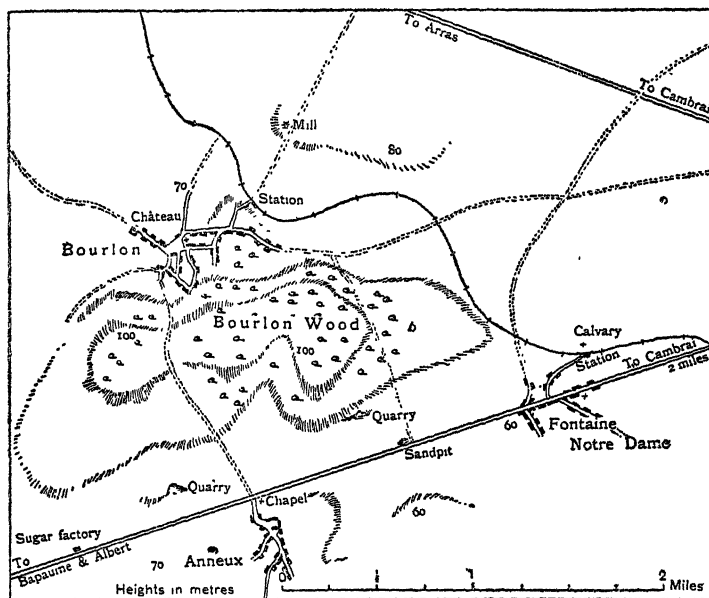 To Arras
To Cambrai
Mill
80
70
Station
Château
Bourlon
100
Bourlon Wood
100
Calvary
Station
To Cambrai
2 miles
Quarry
60
Fontaine
Notre Dame
Sandpit
Quarry
Chapel
60
Sugar factory
To
Bapaume & Albert
70
Anneux
Heights in metres
0
1
2
Miles